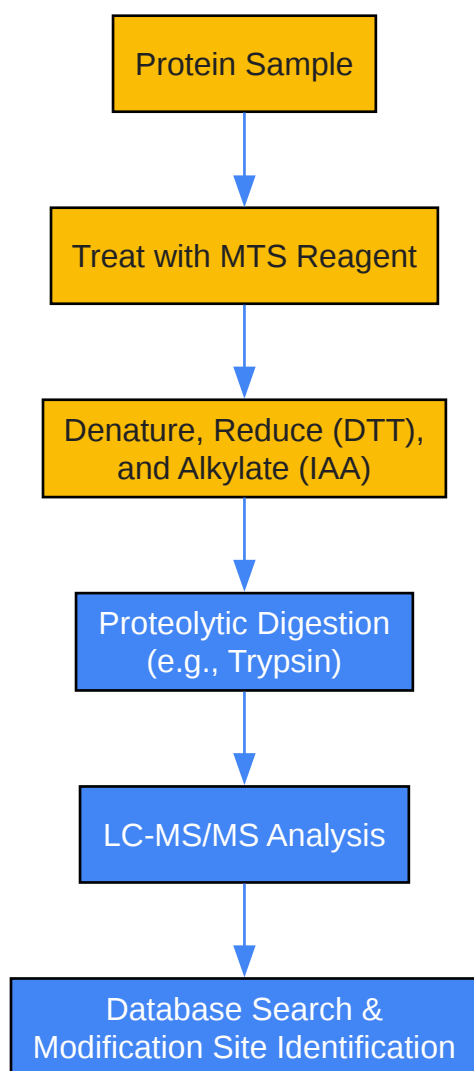 Protein Sample
Treat with MTS Reagent
Denature, Reduce (DTT),
and Alkylate (IAA)
Proteolytic Digestion
(e.g., Trypsin)
LC-MS/MS Analysis
Database Search &
Modification Site Identification